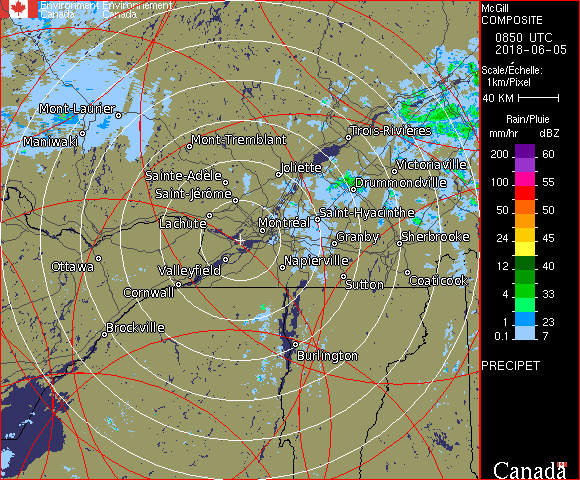 Environment Environnement
Canada Canada
McGill
COMPOSITE
0850 UTC
2018-06-05
Scale/Échelle:
1km/Pixel
40 KM
Rain/Pluie
mm/hr dBZ
200 60
100 55
50 50
24 45
12 40
4 33
1 23
0.1 7
PRECIPET
Canada
Mont-Laurier
Maniwaki
Mont-Tremblant
Trois-Rivières
Victoriaville
Joliette
Sainte-Adèle
Drummondville
Saint-Jérôme
Lachute
Saint-Hyacinthe
Montréal
Granby
Sherbrooke
Ottawa
Valleyfield
Napierville
Cornwall
Sutton
Coaticook
Brockville
Burlington